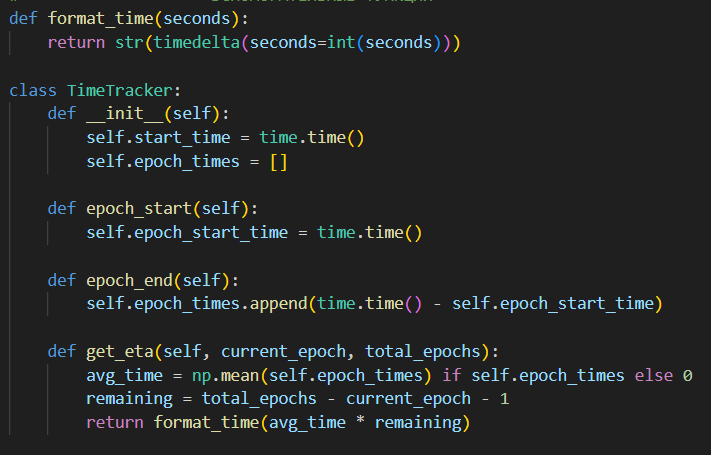 def format_time(seconds):
    return str(timedelta(seconds=int(seconds)))
class TimeTracker:
    def __init__(self):
        self.start_time = time.time()
        self.epoch_times = []
    def epoch_start(self):
        self.epoch_start_time = time.time()
    def epoch_end(self):
        self.epoch_times.append(time.time() - self.epoch_start_time)
    def get_eta(self, current_epoch, total_epochs):
        avg_time = np.mean(self.epoch_times) if self.epoch_times else 0
        remaining = total_epochs - current_epoch - 1
        return format_time(avg_time * remaining)